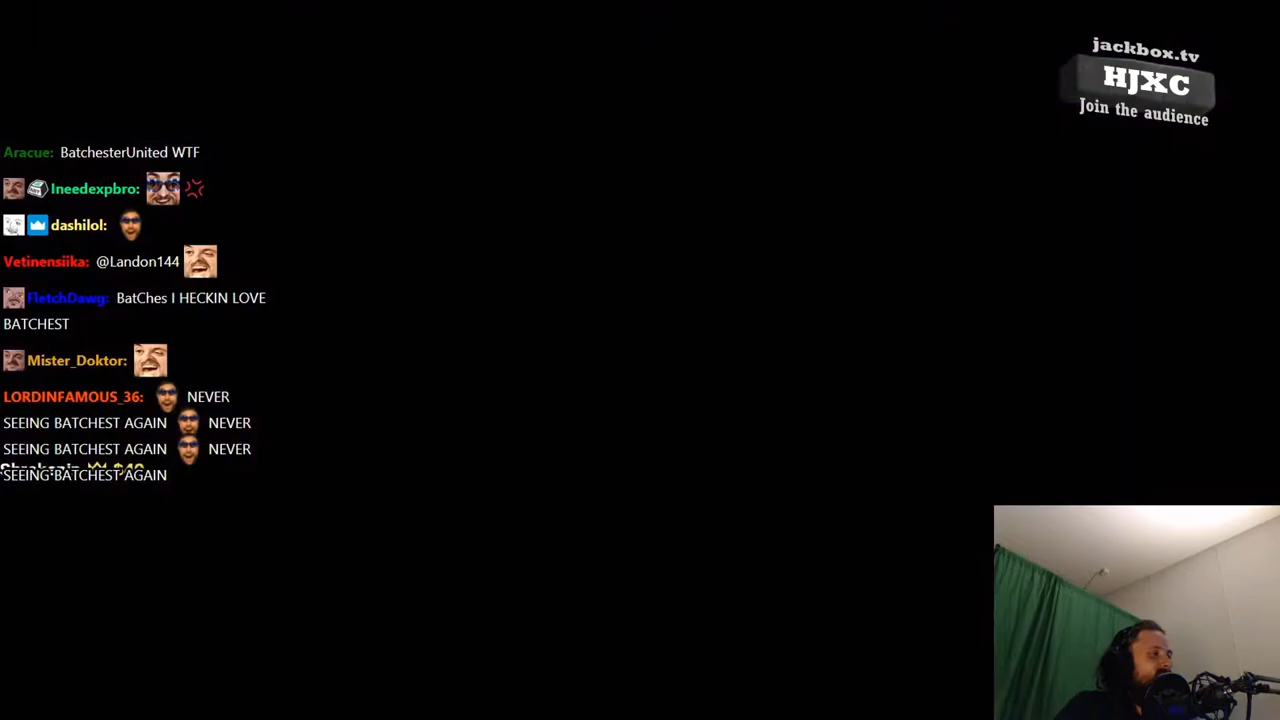 jackbox.tv
HJXC
Join the audience
Aracue: BatchesterUnited WTF
Ineedexpbro:
dashilol:
Vetinensiika: @Landon144
FletchDawg: BatChes I HECKIN LOVE
BATCHEST
Mister_Doktor:
LORDINFAMOUS_36: NEVER
SEEING BATCHEST AGAIN NEVER
SEEING BATCHEST AGAIN NEVER
SEEING BATCHEST AGAIN